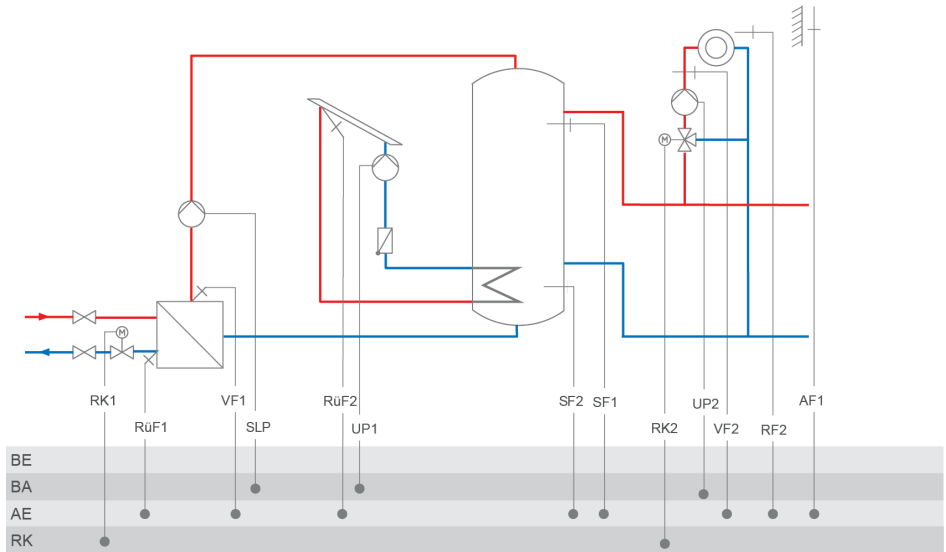 M
M
RK1
RüF1
VF1
SLP
RüF2
UP1
SF2
SF1
RK2
UP2
VF2
RF2
AF1
BE
BA
AE
RK